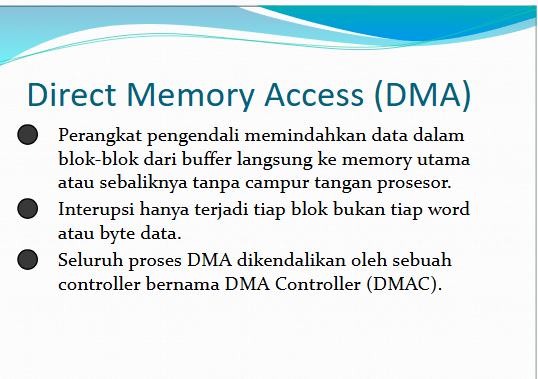 Direct Memory Access (DMA)
Perangkat pengendali memindahkan data dalam
blok-blok dari buffer langsung ke memory utama
atau sebaliknya tanpa campur tangan prosesor.
Interupsi hanya terjadi tiap blok bukan tiap word
atau byte data.
Seluruh proses DMA dikendalikan oleh sebuah
controller bernama DMA Controller (DMAC).